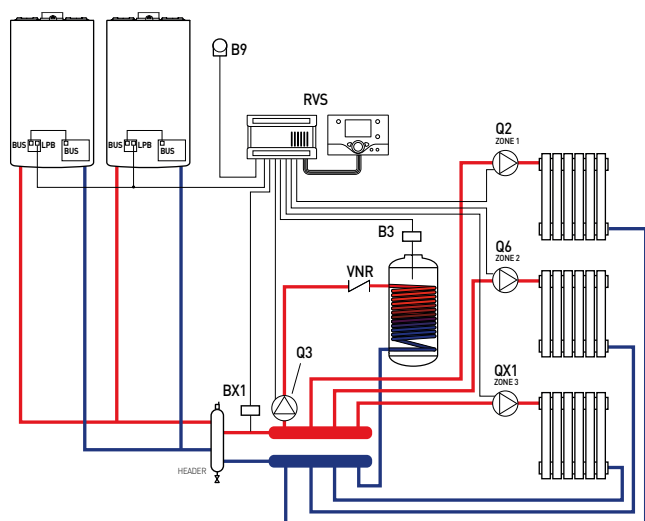 B9
RVS
BUS
LPB
BUS
BUS
LPB
BUS
Q2
ZONE 1
B3
Q6
ZONE 2
VNR
Q3
QX1
ZONE 3
BX1
HEADER